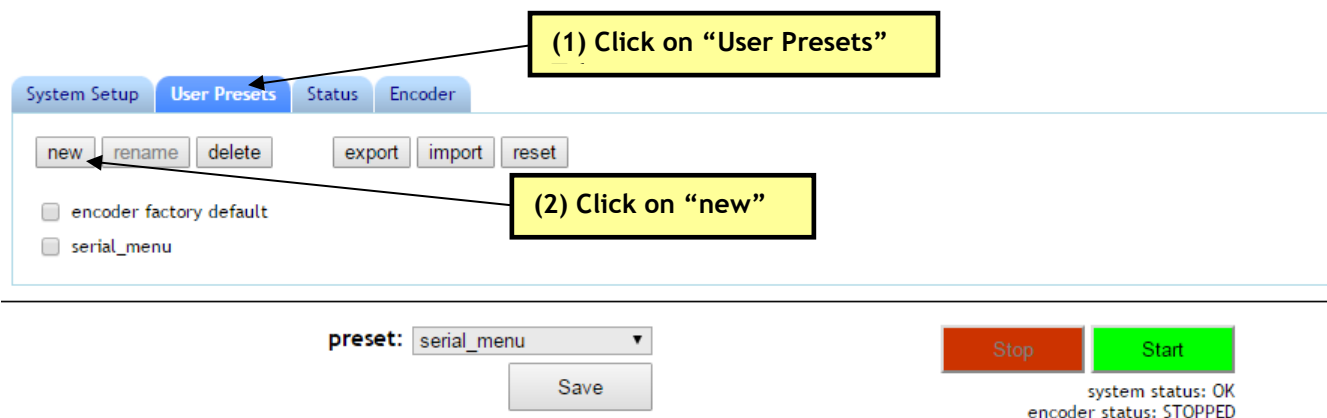 (1) Click on “User Presets”
System Setup User Presets Status Encoder
new rename delete export import reset
(2) Click on “new”
encoder factory default
serial_menu
preset: serial_menu
Stop Start
Save
system status: OK
encoder status: STOPPED